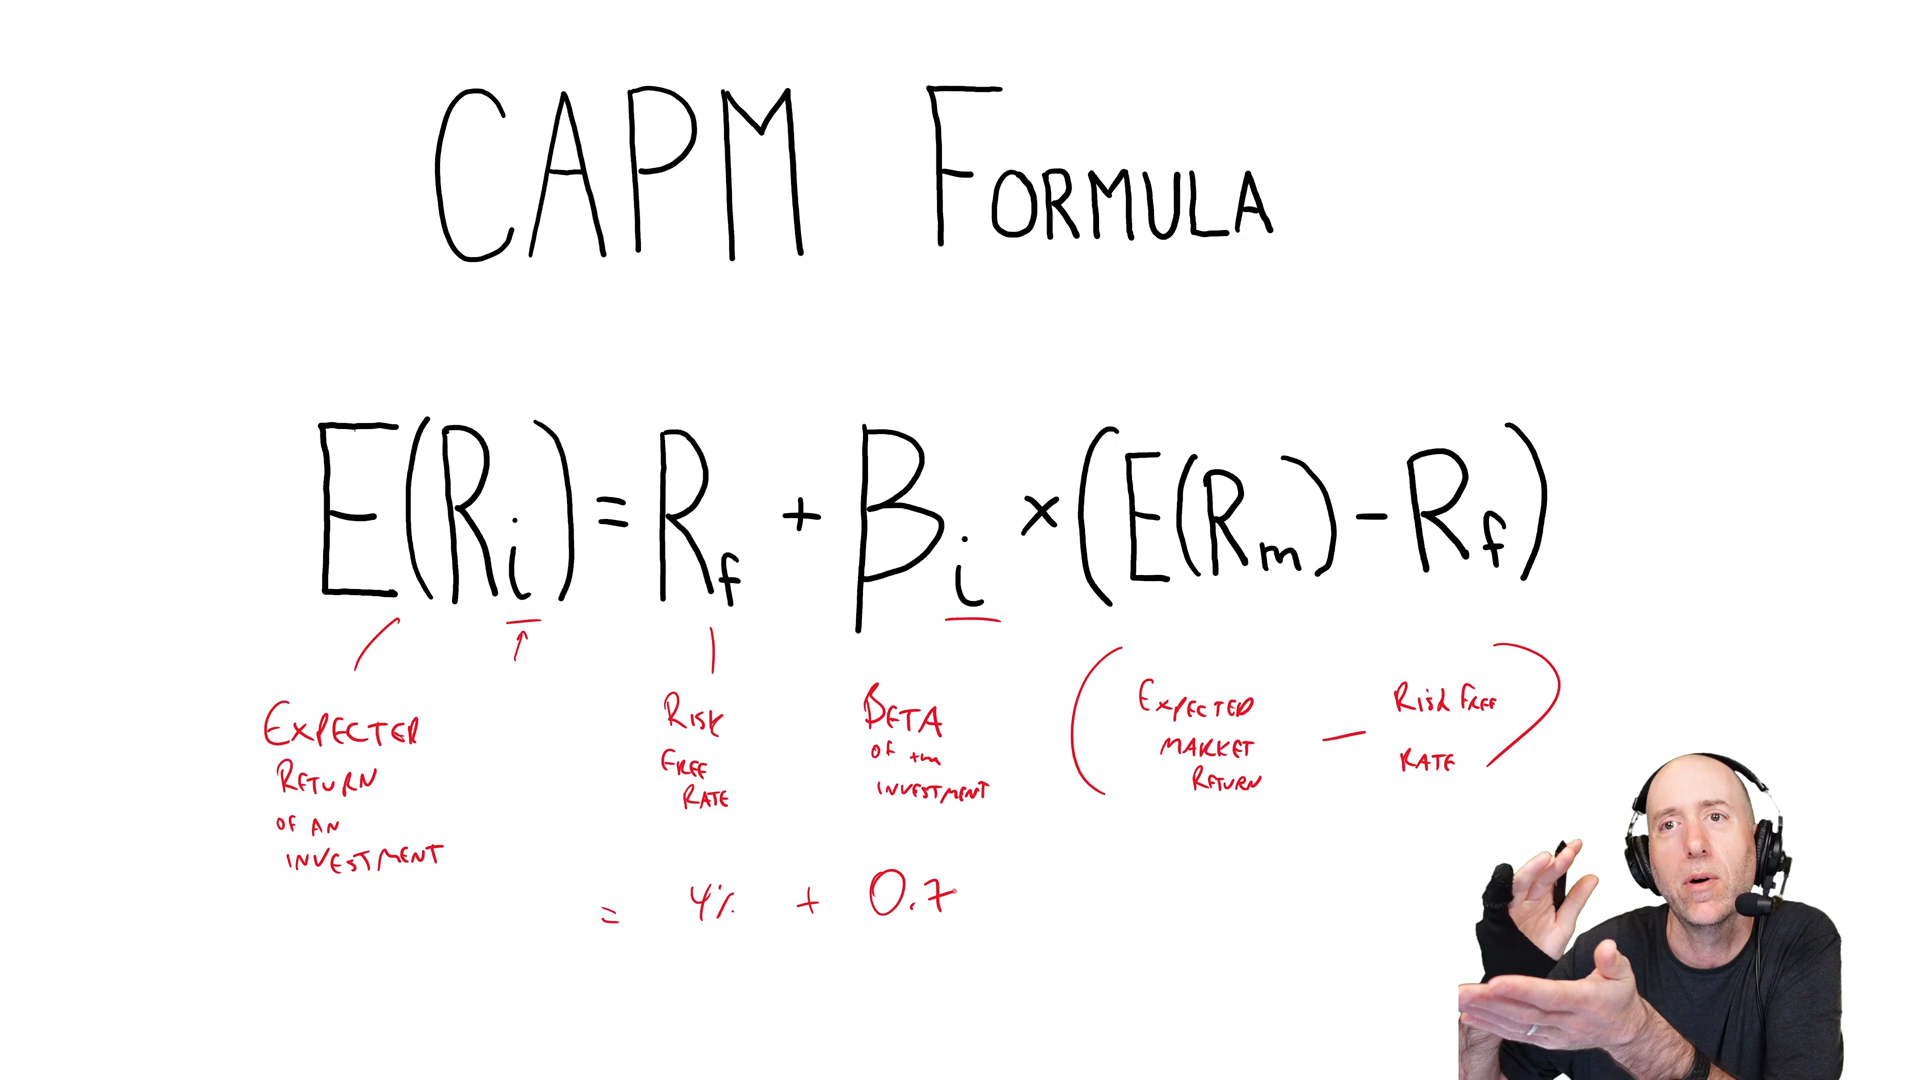 CAPM FORMULA
E(Ri) = Rf + βi × (E(Rm) - Rf)
EXPECTED
RETURN
OF AN
INVESTMENT
RISK
FREE
RATE
BETA
OF THE
INVESTMENT
(EXPECTED
MARKET
RETURN
—
RISK FREE
RATE)
= 4% + 0.7